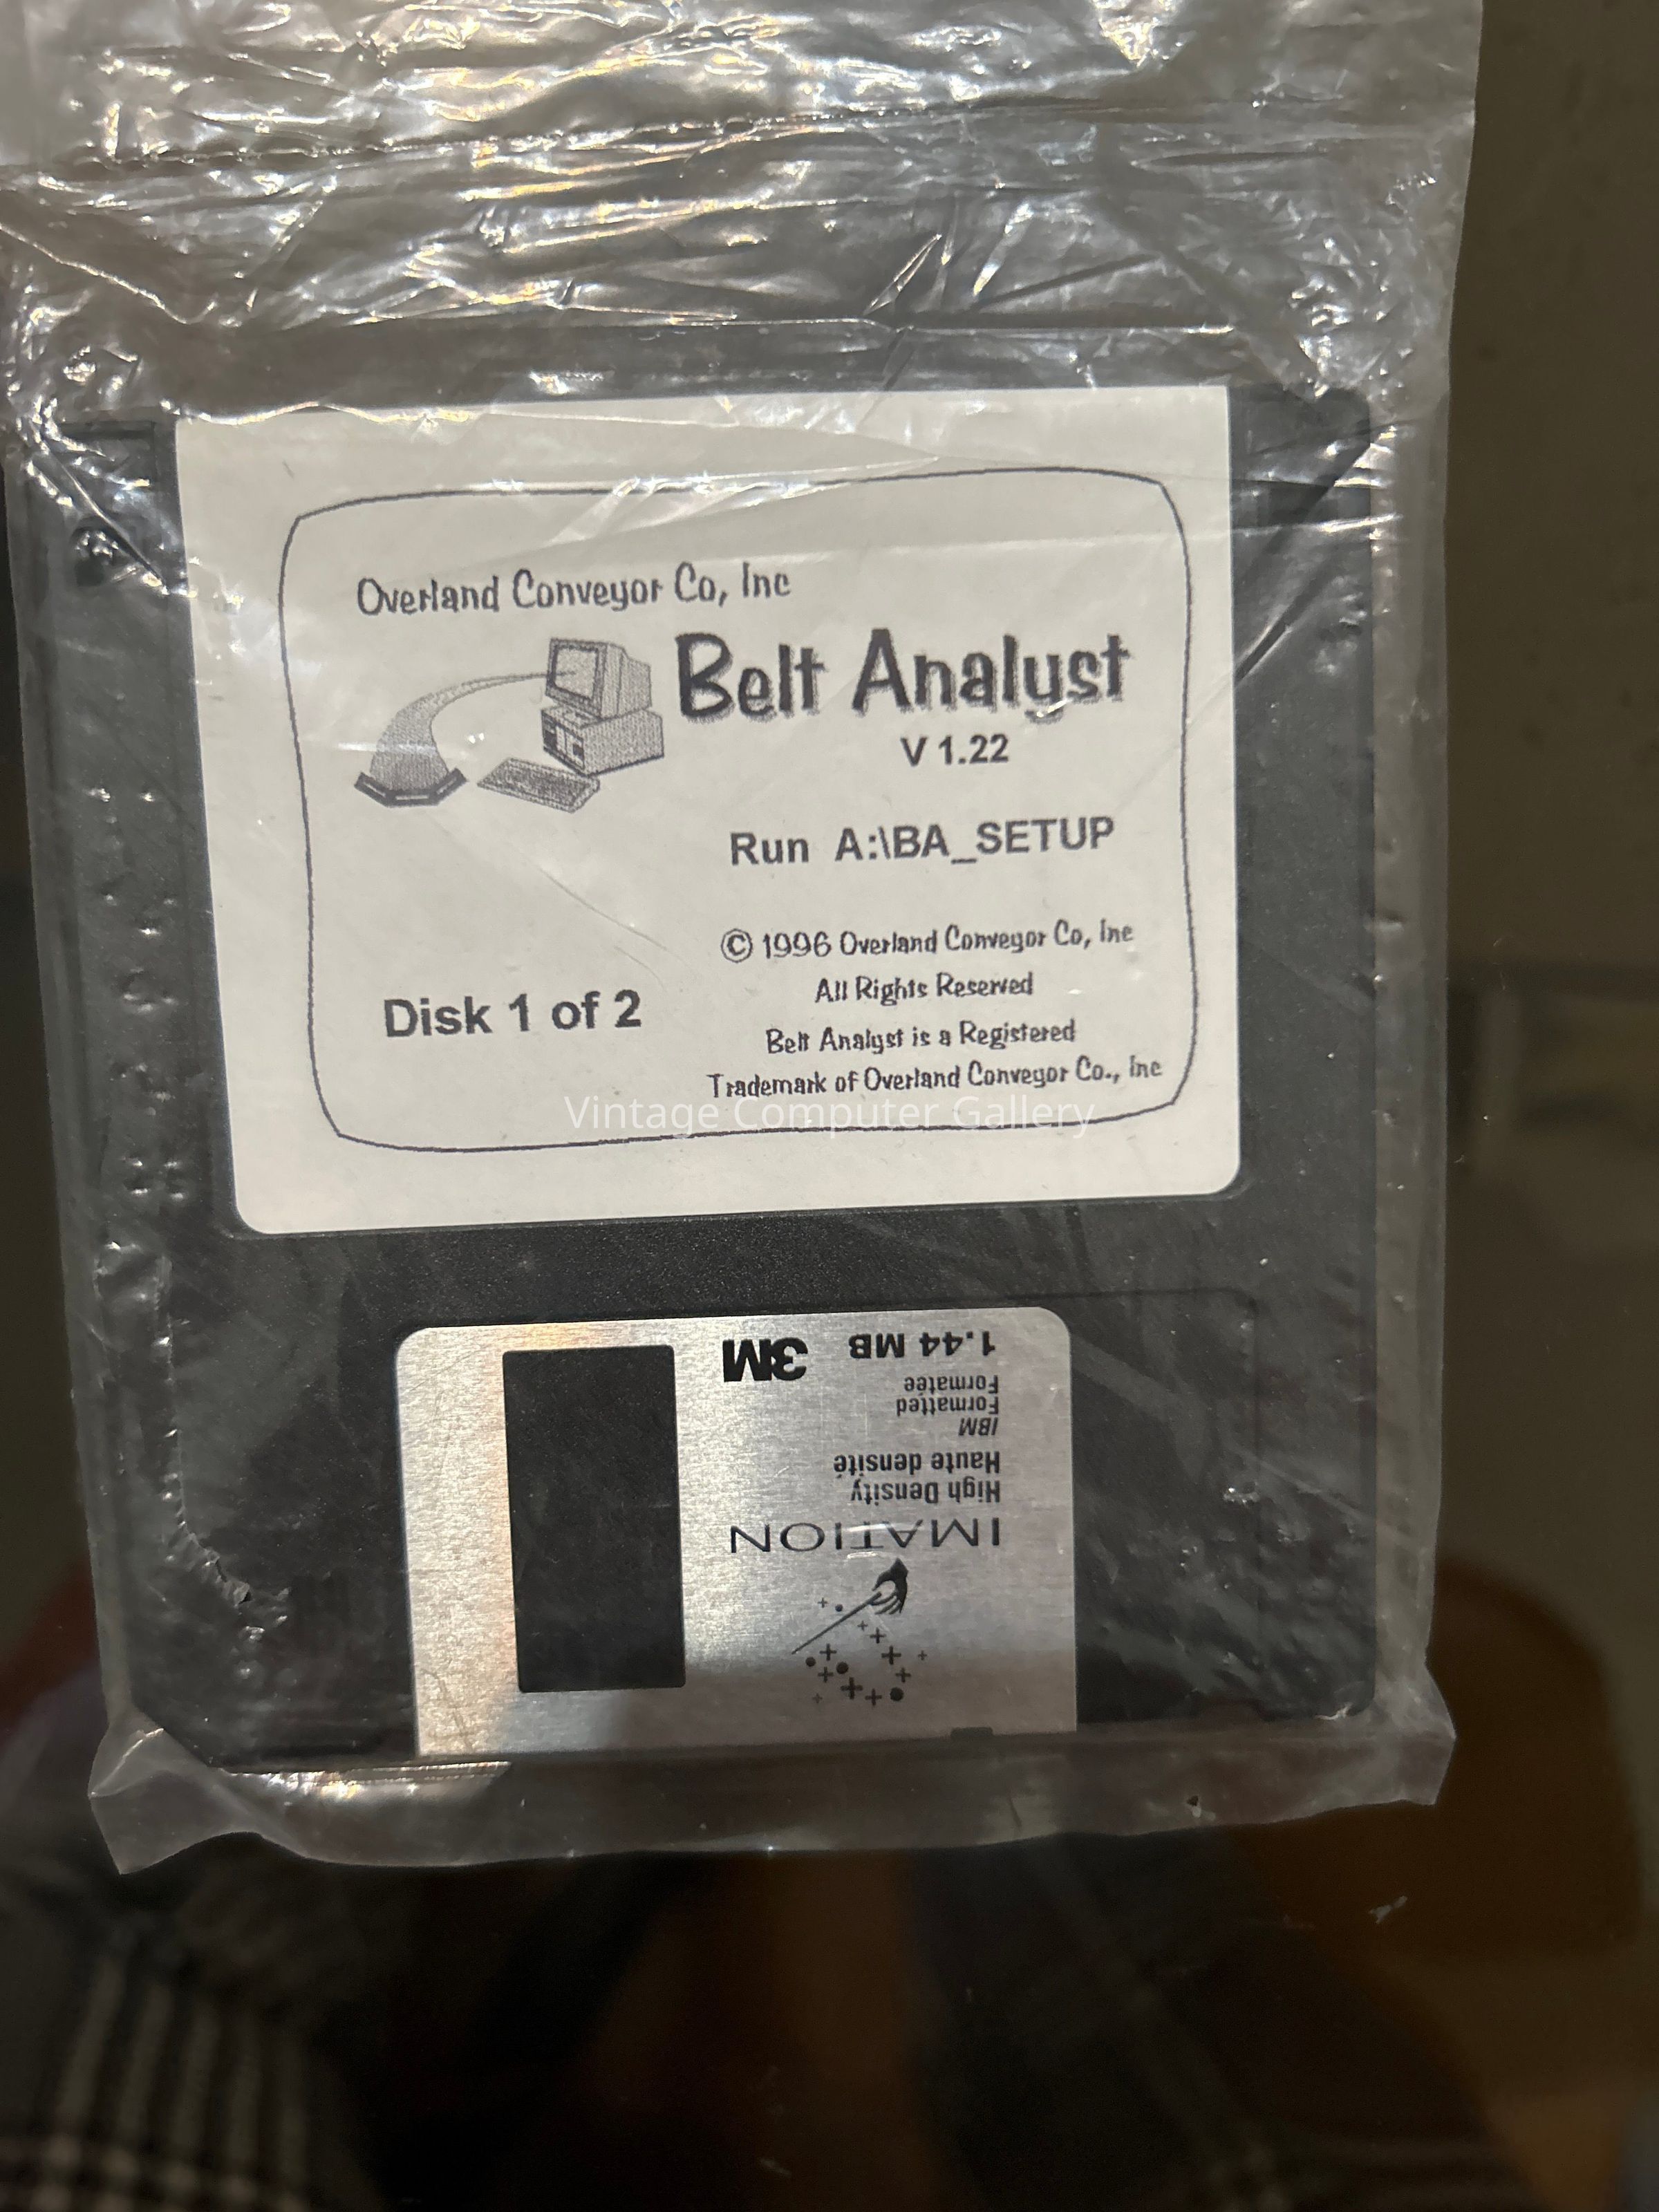 Overland Conveyor Co, Inc
Belt Analyst
V 1.22
Run A:\BA_SETUP
© 1996 Overland Conveyor Co, Inc
All Rights Reserved
Disk 1 of 2
Belt Analyst is a Registered
Trademark of Overland Conveyor Co., Inc
Vintage Computer Gallery
IMATION
High Density
Haute densité
IBM
Formatted
Formatée
1.44 MB 3M